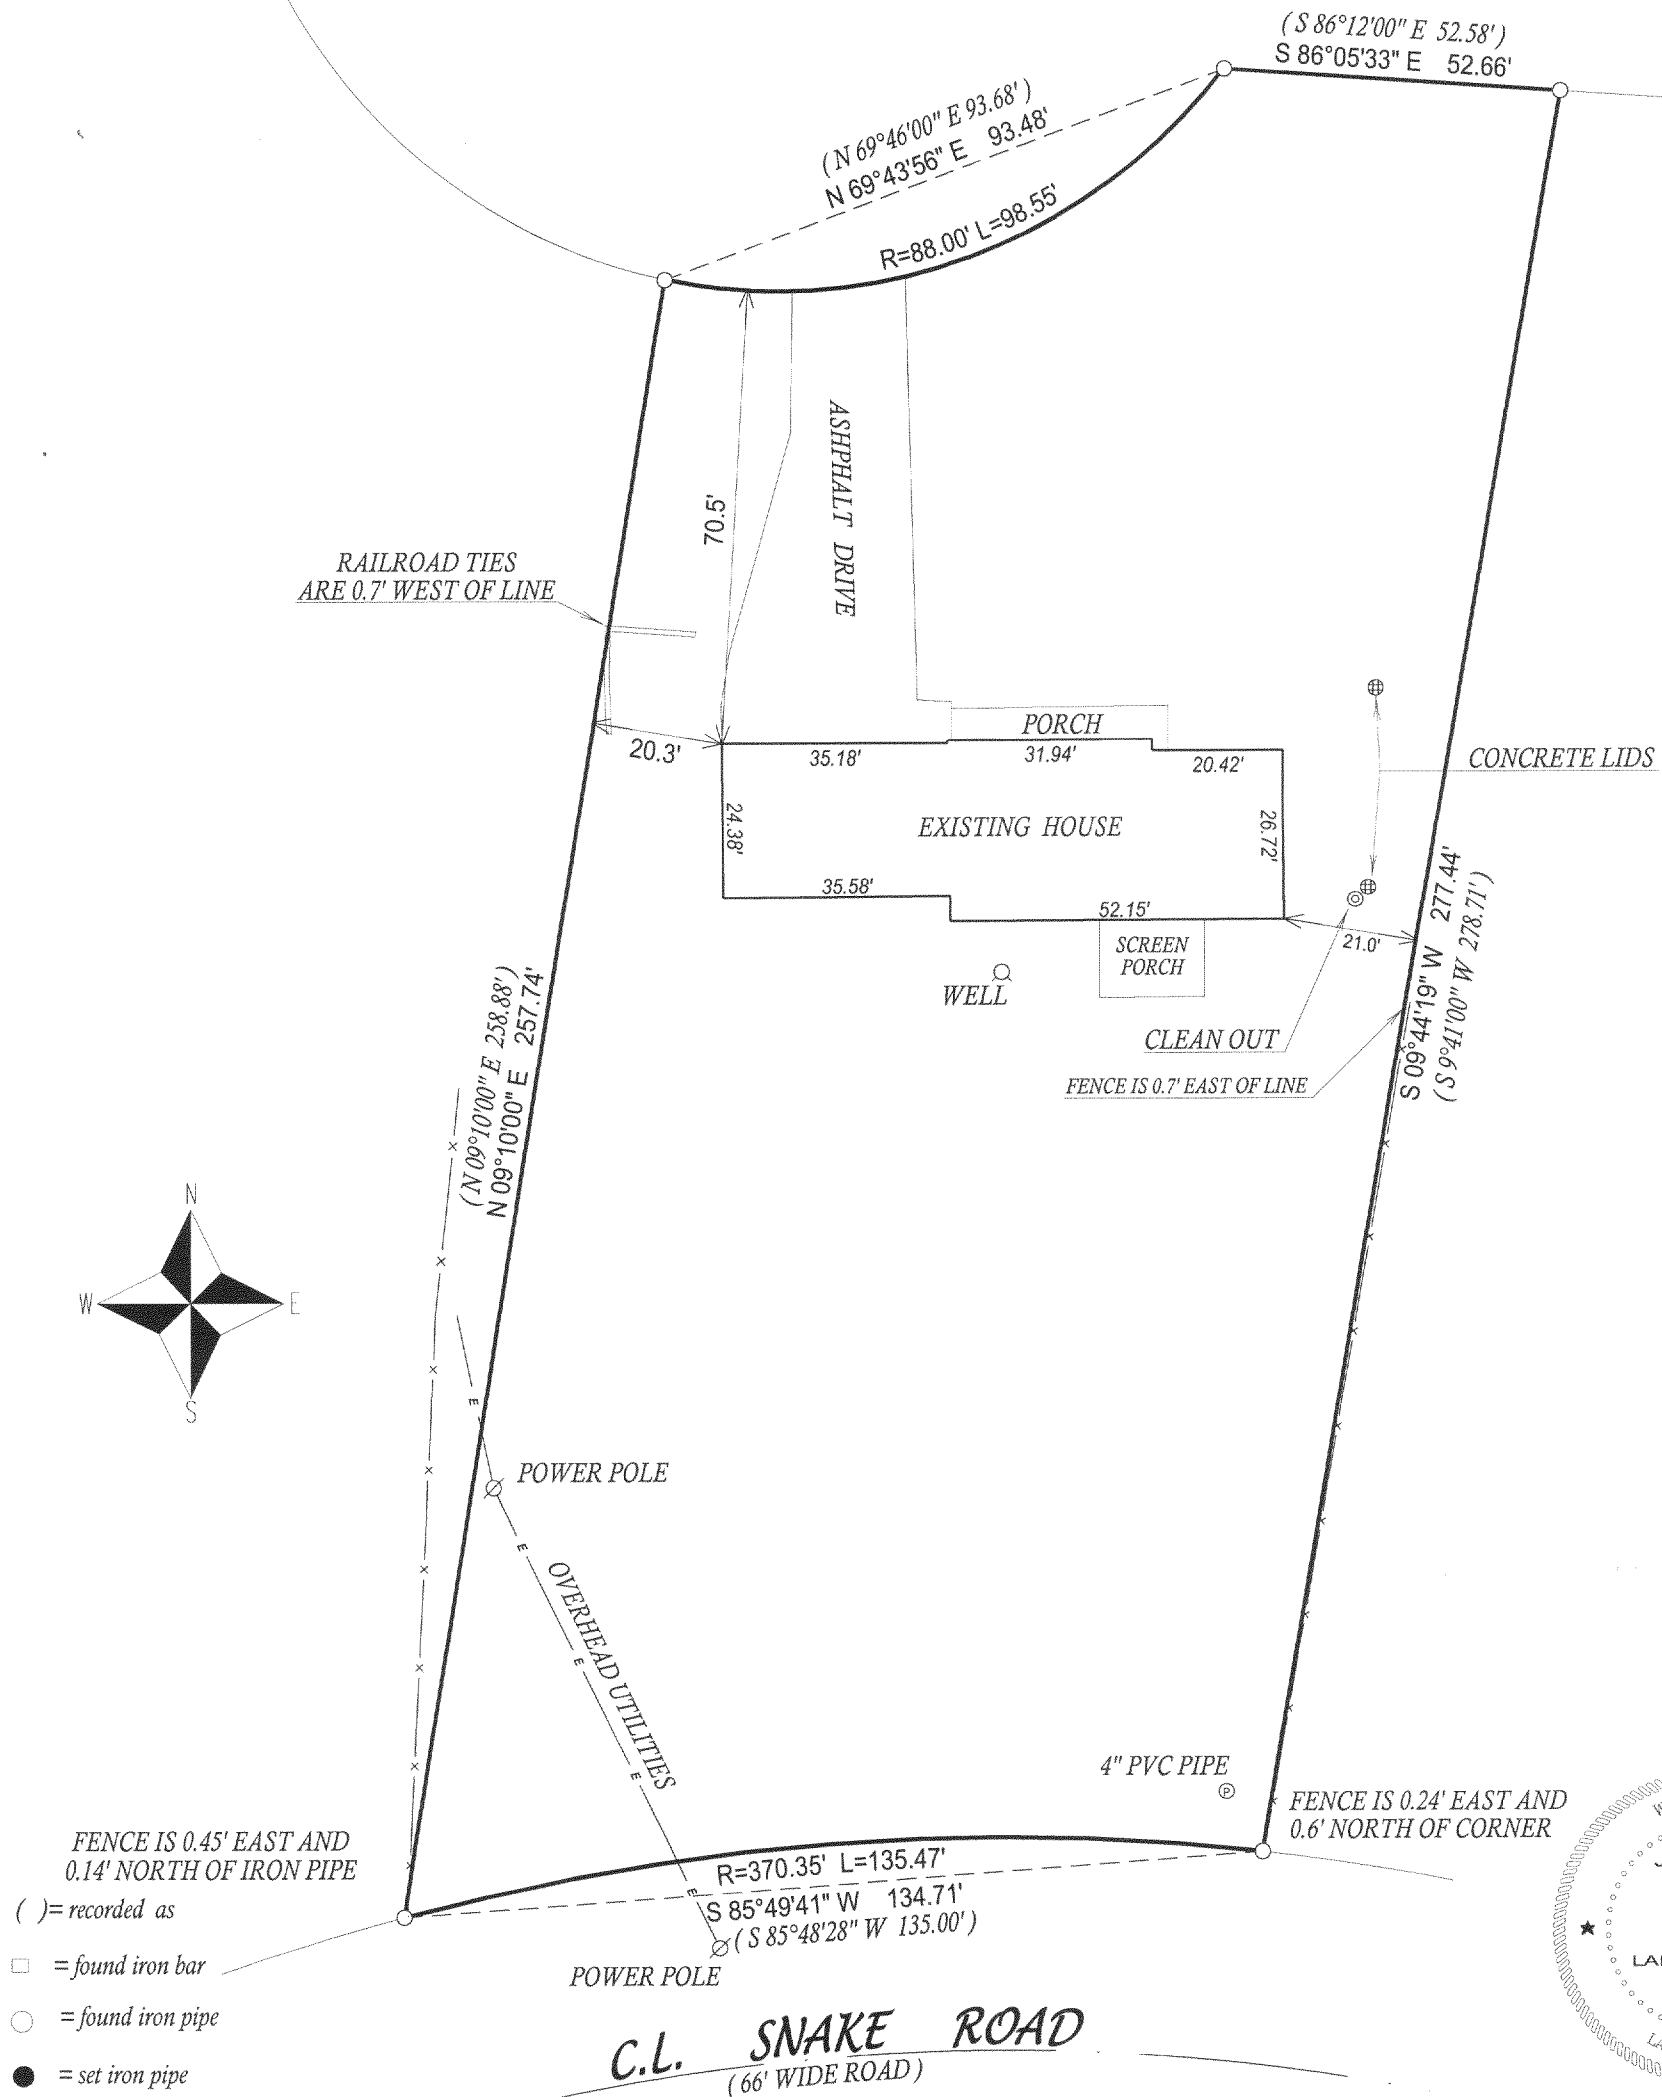 ( S 86°12'00" E 52.58')
S 86°05'33" E 52.66'
( N 69°46'00" E 93.68' )
N 69°43'56" E 93.48'
R=88.00' L=98.55'
ASHPHALT DRIVE
70.5'
RAILROAD TIES
ARE 0.7' WEST OF LINE
20.3'
PORCH
35.18'
31.94'
20.42'
CONCRETE LIDS
24.38'
EXISTING HOUSE
26.72'
35.58'
52.15'
SCREEN
PORCH
21.0'
WELL
CLEAN OUT
FENCE IS 0.7' EAST OF LINE
S 09°44'19" W 277.44'
( S 9°41'00" W 278.71')
( N 09°10'00" E 258.88')
N 09°10'00" E 257.74'
N
W
E
S
E
POWER POLE
E
OVERHEAD UTILITIES
E
E
4" PVC PIPE
P
FENCE IS 0.24' EAST AND
0.6' NORTH OF CORNER
FENCE IS 0.45' EAST AND
0.14' NORTH OF IRON PIPE
R=370.35' L=135.47'
E
S 85°49'41" W 134.71'
( S 85°48'28" W 135.00' )
POWER POLE
( )= recorded as
= found iron bar
= found iron pipe
= set iron pipe
C.L. SNAKE ROAD
( 66' WIDE ROAD )